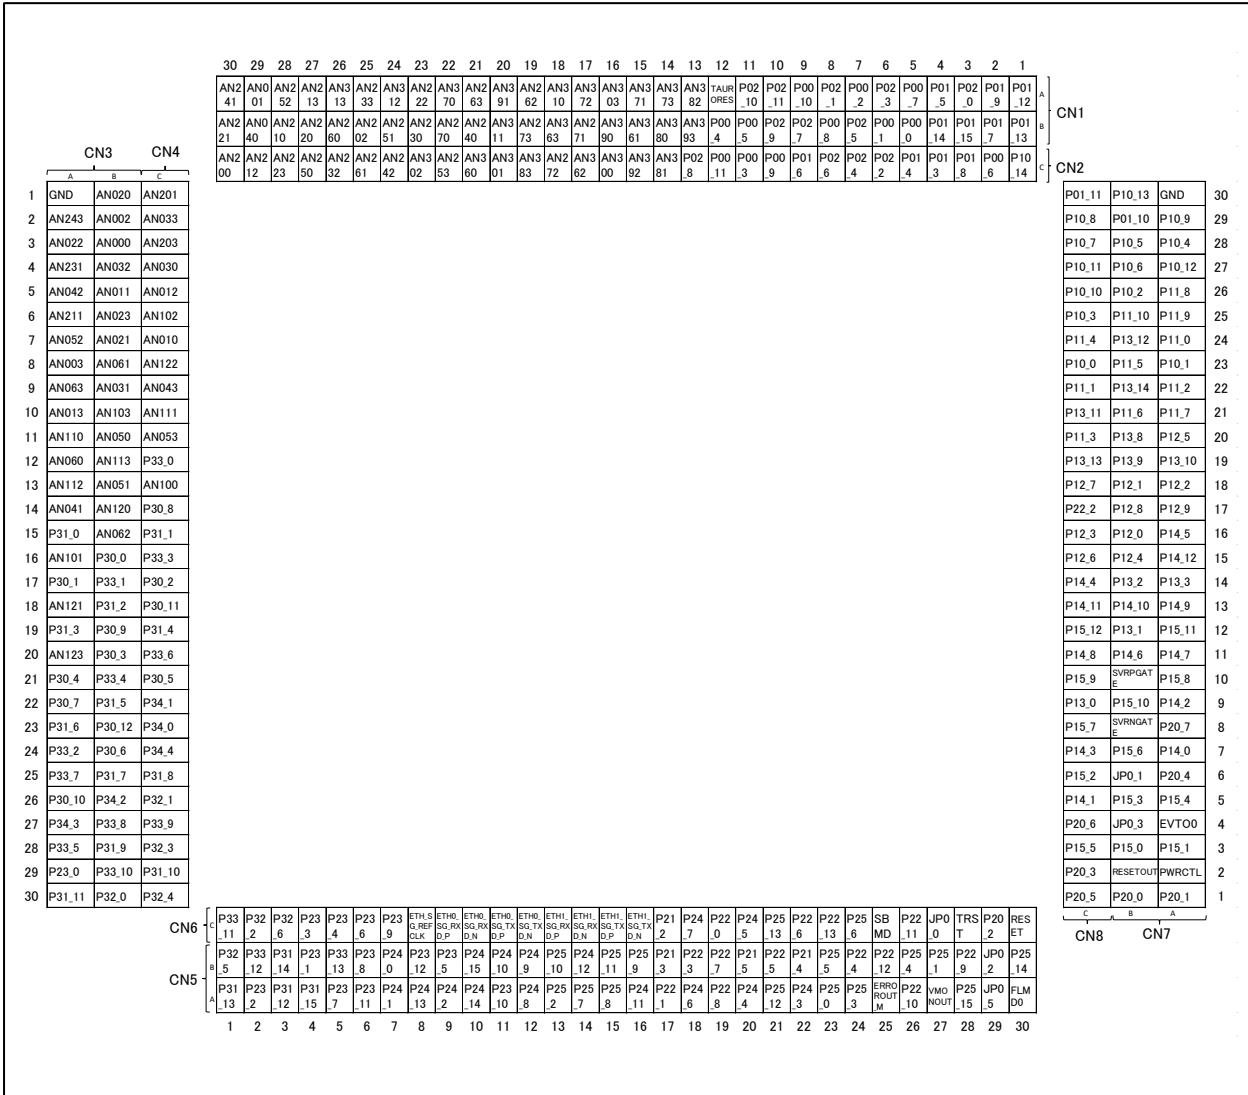 30 29 28 27 26 25 24 23 22 21 20 19 18 17 16 15 14 13 12 11 10 9 8 7 6 5 4 3 2 1
AN241 AN001 AN252 AN213 AN313 AN233 AN312 AN222 AN370 AN263 AN391 AN262 AN310 AN372 AN303 AN371 AN373 AN382 TAURORES P02_10 P02_11 P00_10 P02_1 P00_2 P02_3 P00_7 P01_5 P02_0 P01_9 P01_12 A
AN221 AN040 AN210 AN220 AN260 AN202 AN251 AN230 AN270 AN340 AN311 AN273 AN363 AN271 AN390 AN361 AN380 AN393 P00_4 P00_5 P02_9 P02_7 P00_8 P02_5 P00_1 P00_0 P01_14 P01_15 P01_7 P01_13 B
CN1
AN200 AN212 AN223 AN250 AN232 AN261 AN242 AN302 AN253 AN360 AN301 AN283 AN372 AN362 AN300 AN392 AN381 P02_8 P00_11 P00_3 P00_9 P01_6 P02_6 P02_4 P02_2 P01_4 P01_3 P01_8 P00_6 P10_14 C
CN2
CN3 CN4
A B C
1 GND AN020 AN201
2 AN243 AN002 AN033
3 AN022 AN000 AN203
4 AN231 AN032 AN030
5 AN042 AN011 AN012
6 AN211 AN023 AN102
7 AN052 AN021 AN010
8 AN003 AN061 AN122
9 AN063 AN031 AN043
10 AN013 AN103 AN111
11 AN110 AN050 AN053
12 AN060 AN113 P33_0
13 AN112 AN051 AN100
14 AN041 AN120 P30_8
15 P31_0 AN062 P31_1
16 AN101 P30_0 P33_3
17 P30_1 P33_1 P30_2
18 AN121 P31_2 P30_11
19 P31_3 P30_9 P31_4
20 AN123 P30_3 P33_6
21 P30_4 P33_4 P30_5
22 P30_7 P31_5 P34_1
23 P31_6 P30_12 P34_0
24 P33_2 P30_6 P34_4
25 P33_7 P31_7 P31_8
26 P30_10 P34_2 P32_1
27 P34_3 P33_8 P33_9
28 P33_5 P31_9 P32_3
29 P23_0 P33_10 P31_10
30 P31_11 P32_0 P32_4
P01_11 P10_13 GND 30
P10_8 P01_10 P10_9 29
P10_7 P10_5 P10_4 28
P10_11 P10_6 P10_12 27
P10_10 P10_2 P11_8 26
P10_3 P11_10 P11_9 25
P11_4 P13_12 P11_0 24
P10_0 P11_5 P10_1 23
P11_1 P13_14 P11_2 22
P13_11 P11_6 P11_7 21
P11_3 P13_8 P12_5 20
P13_13 P13_9 P13_10 19
P12_7 P12_1 P12_2 18
P22_2 P12_8 P12_9 17
P12_3 P12_0 P14_5 16
P12_6 P12_4 P14_12 15
P14_4 P13_2 P13_3 14
P14_11 P14_10 P14_9 13
P15_12 P13_1 P15_11 12
P14_8 P14_6 P14_7 11
P15_9 SVRPGATE P15_8 10
P13_0 P15_10 P14_2 9
P15_7 SVRNGATE P20_7 8
P14_3 P15_6 P14_0 7
P15_2 JP0_1 P20_4 6
P14_1 P15_3 P15_4 5
P20_6 JP0_3 EVTO0 4
P15_5 P15_0 P15_1 3
P20_3 RESETOUT PWRCTL 2
P20_5 P20_0 P20_1 1
C B A
CN8 CN7
CN6
C P33_11 P32_2 P32_6 P23_3 P23_4 P23_6 P23_9 ETH_SG_REFCLK ETH0_SG_RXD_P ETH0_SG_RXD_N ETH0_SG_TXD_P ETH0_SG_TXD_N ETH1_SG_RXD_P ETH1_SG_RXD_N ETH1_SG_TXD_P ETH1_SG_TXD_N P21_2 P24_7 P22_0 P24_5 P25_13 P22_6 P22_13 P25_6 SBMD P22_11 JP0_0 TRST P20_2 RESET
B P32_5 P33_12 P31_14 P23_1 P33_13 P23_8 P24_0 P23_12 P23_5 P24_15 P24_10 P24_9 P25_10 P24_12 P25_11 P25_9 P21_3 P22_3 P22_7 P21_5 P22_5 P21_4 P25_5 P22_4 P22_12 P25_4 P25_1 P22_9 JP0_2 P25_14
CN5
A P31_13 P23_2 P31_12 P31_15 P23_7 P23_11 P24_1 P24_13 P24_2 P24_14 P23_10 P24_8 P25_2 P25_7 P25_8 P24_11 P22_1 P24_6 P22_8 P24_4 P25_12 P24_3 P25_0 P25_3 ERROROUT_M P22_10 VMONOUT P25_15 JP0_5 FLMD0
1 2 3 4 5 6 7 8 9 10 11 12 13 14 15 16 17 18 19 20 21 22 23 24 25 26 27 28 29 30